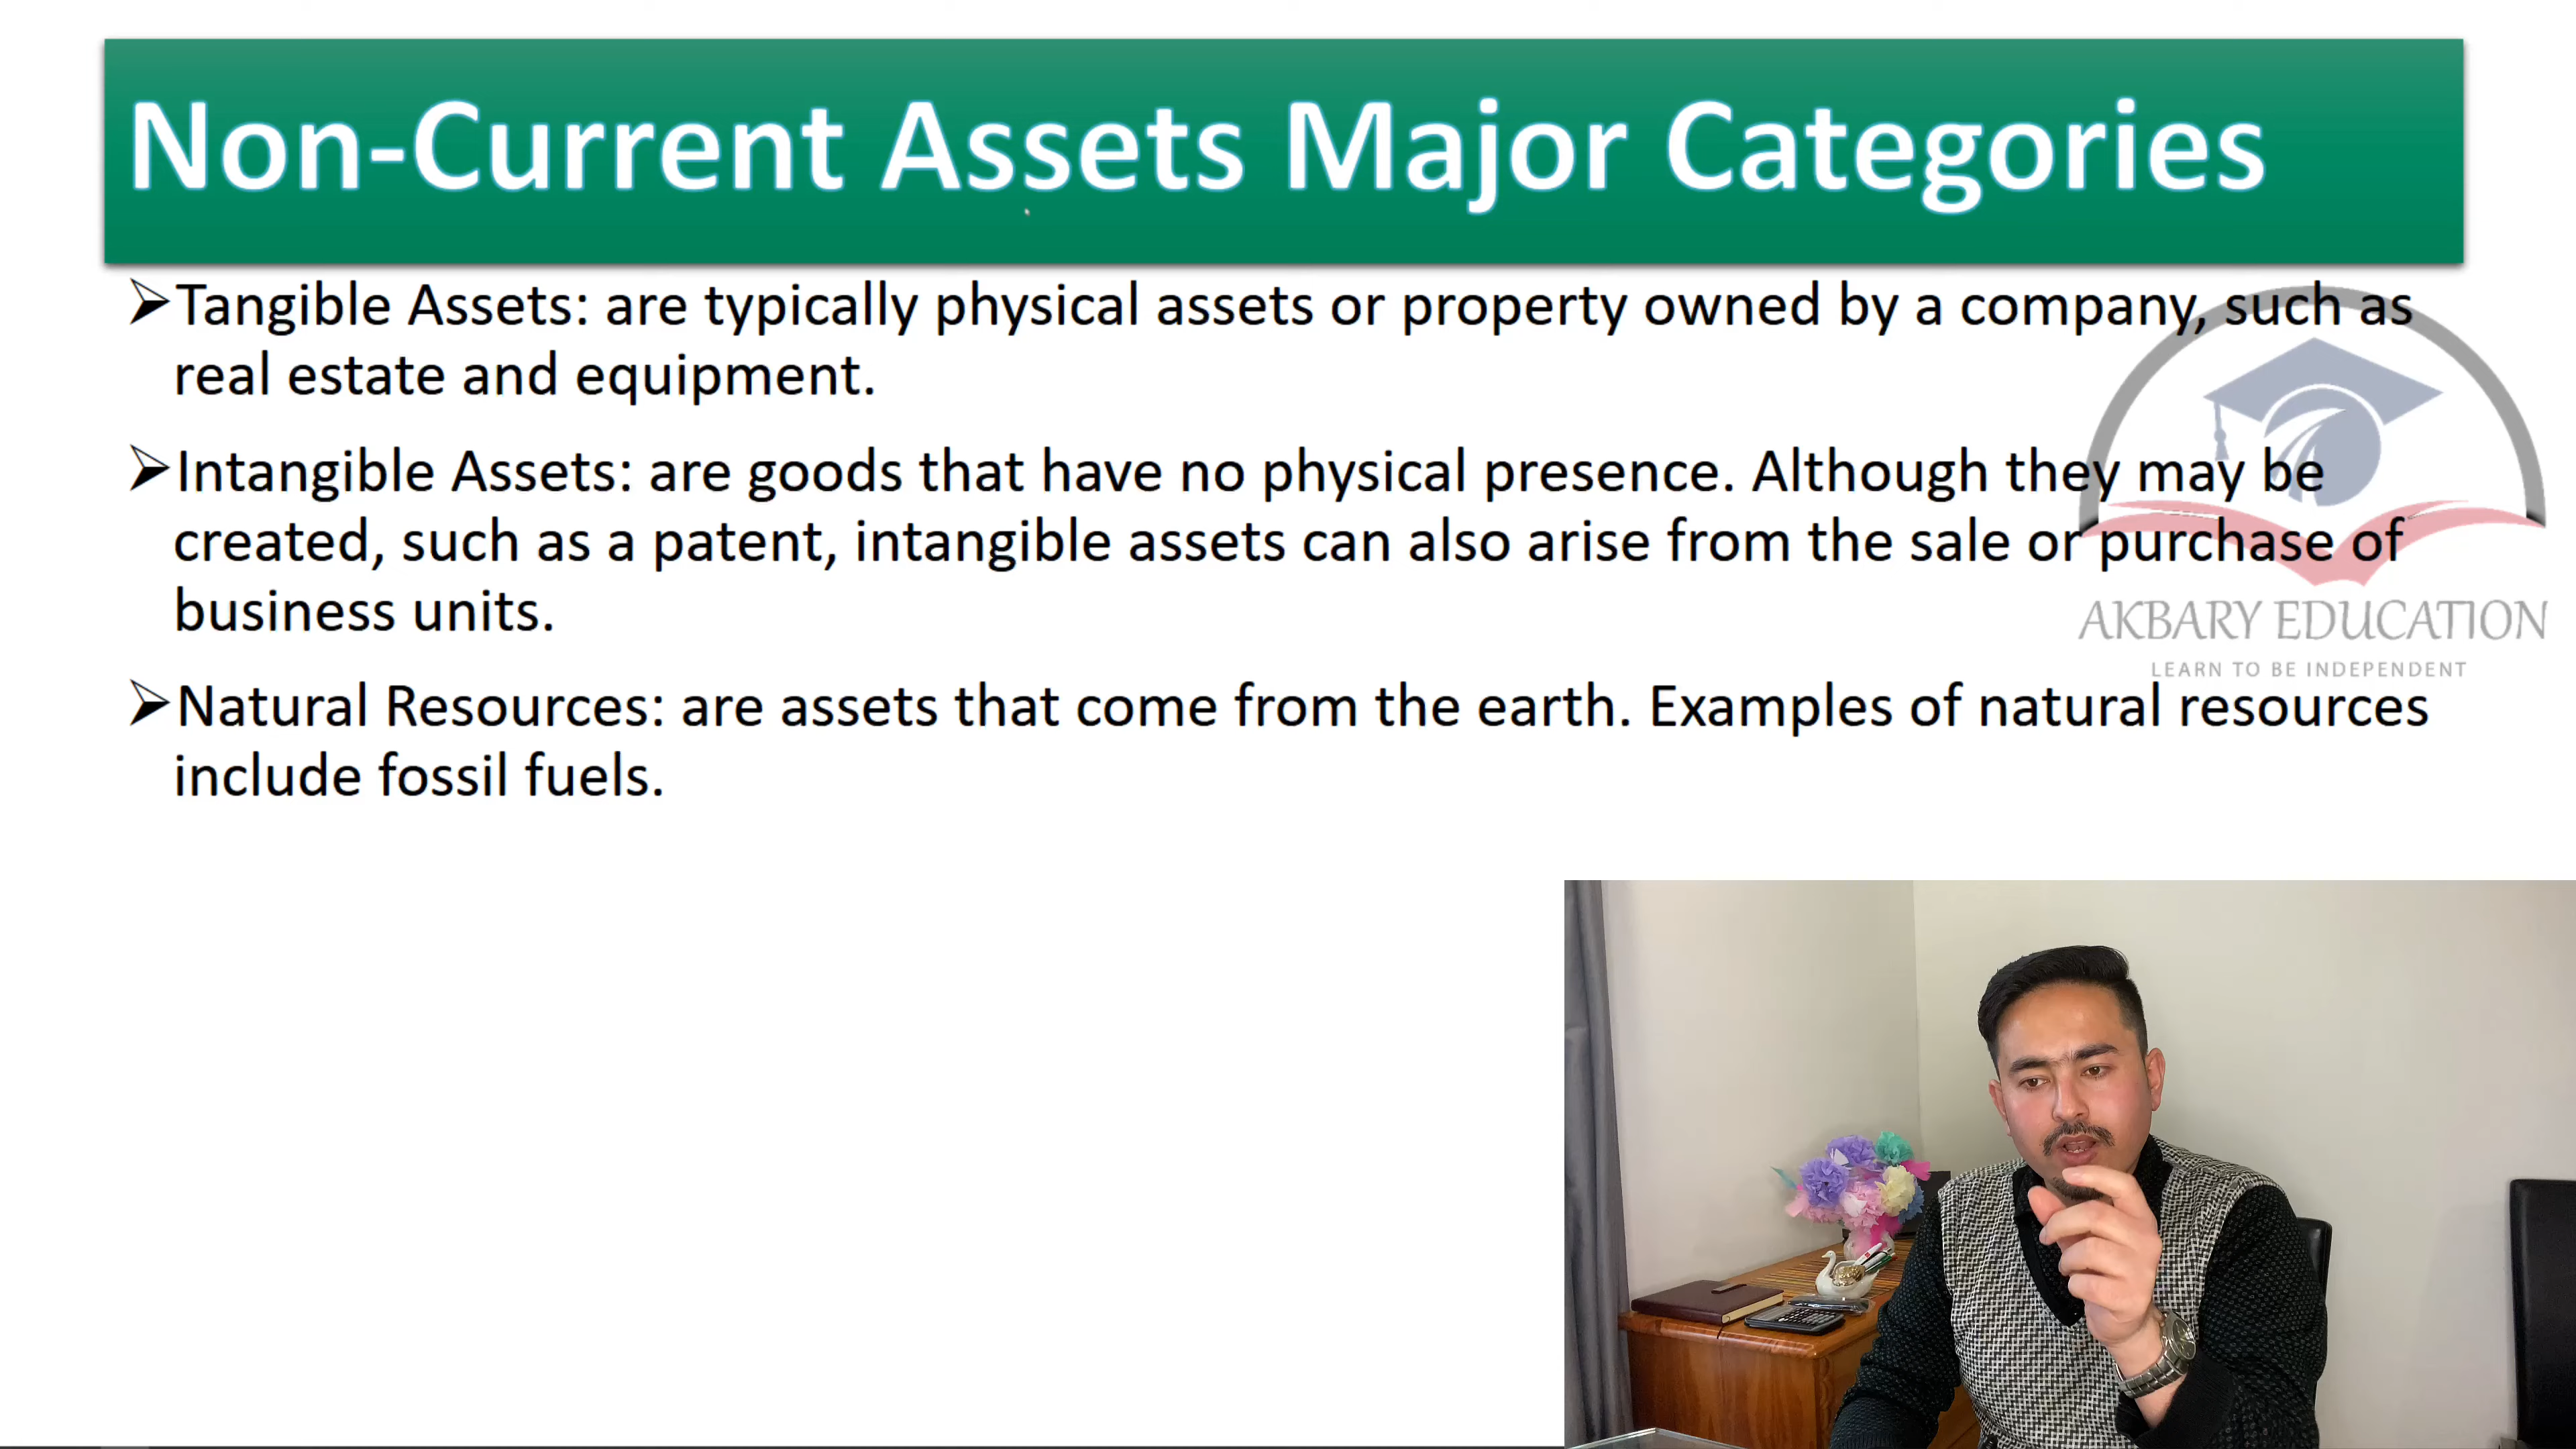 Non-Current Assets Major Categories
➢Tangible Assets: are typically physical assets or property owned by a company, such as
real estate and equipment.
➢Intangible Assets: are goods that have no physical presence. Although they may be
created, such as a patent, intangible assets can also arise from the sale or purchase of
business units.
AKBARY EDUCATION
LEARN TO BE INDEPENDENT
➢Natural Resources: are assets that come from the earth. Examples of natural resources
include fossil fuels.